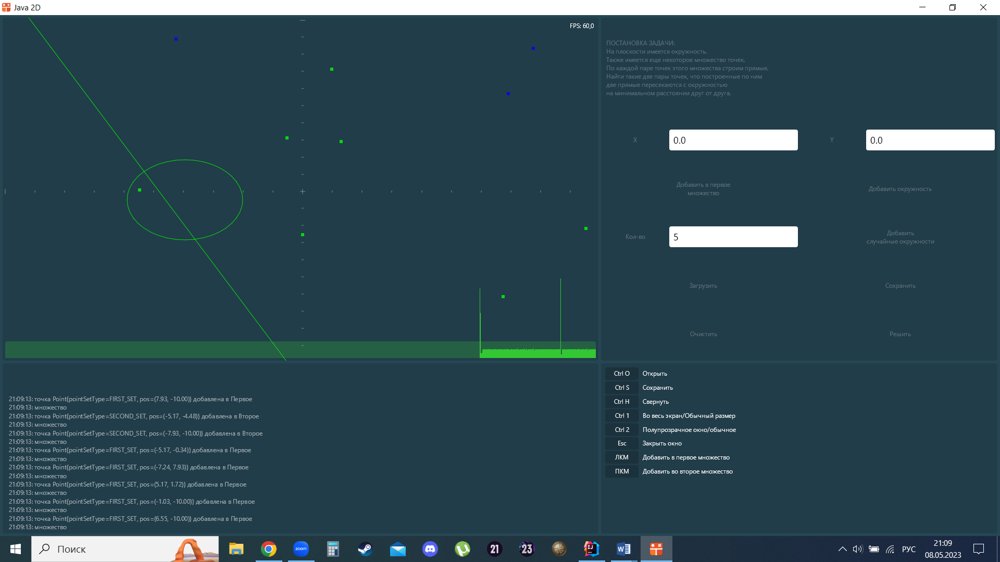 Java 2D
FPS: 60,0
ПОСТАНОВКА ЗАДАЧИ:
На плоскости имеется окружность.
Также имеется еще некоторое множество точек.
По каждой паре точек этого множества строим прямые.
Найти такие две пары точек, что построенные по ним
две прямые пересекаются с окружностью
на минимальном расстоянии друг от друга.
X
0.0
Y
0.0
Добавить в первое
множество
Добавить окружность
Кол-во
5
Добавить
случайные окружности
Загрузить
Сохранить
Очистить
Решить
21:09:13: точка Point{pointSetType=FIRST_SET, pos=(7.93, -10.00)} добавлена в Первое
21:09:13: множество
21:09:13: точка Point{pointSetType=SECOND_SET, pos=(-5.17, -4.48)} добавлена в Второе
21:09:13: множество
21:09:13: точка Point{pointSetType=SECOND_SET, pos=(-7.93, -10.00)} добавлена в Второе
21:09:13: множество
21:09:13: точка Point{pointSetType=FIRST_SET, pos=(-5.17, -0.34)} добавлена в Первое
21:09:13: множество
21:09:13: точка Point{pointSetType=FIRST_SET, pos=(-7.24, 7.93)} добавлена в Первое
21:09:13: множество
21:09:13: точка Point{pointSetType=FIRST_SET, pos=(5.17, 1.72)} добавлена в Первое
21:09:13: множество
21:09:13: точка Point{pointSetType=FIRST_SET, pos=(-1.03, -10.00)} добавлена в Первое
21:09:13: множество
21:09:13: точка Point{pointSetType=FIRST_SET, pos=(6.55, -10.00)} добавлена в Первое
21:09:13: множество
Ctrl O Открыть
Ctrl S Сохранить
Ctrl H Свернуть
Ctrl 1 Во весь экран/Обычный размер
Ctrl 2 Полупрозрачное окно/обычное
Esc Закрыть окно
ЛКМ Добавить в первое множество
ПКМ Добавить во второе множество
Поиск
zoom
21
23
IJ
W
РУС
21:09
08.05.2023